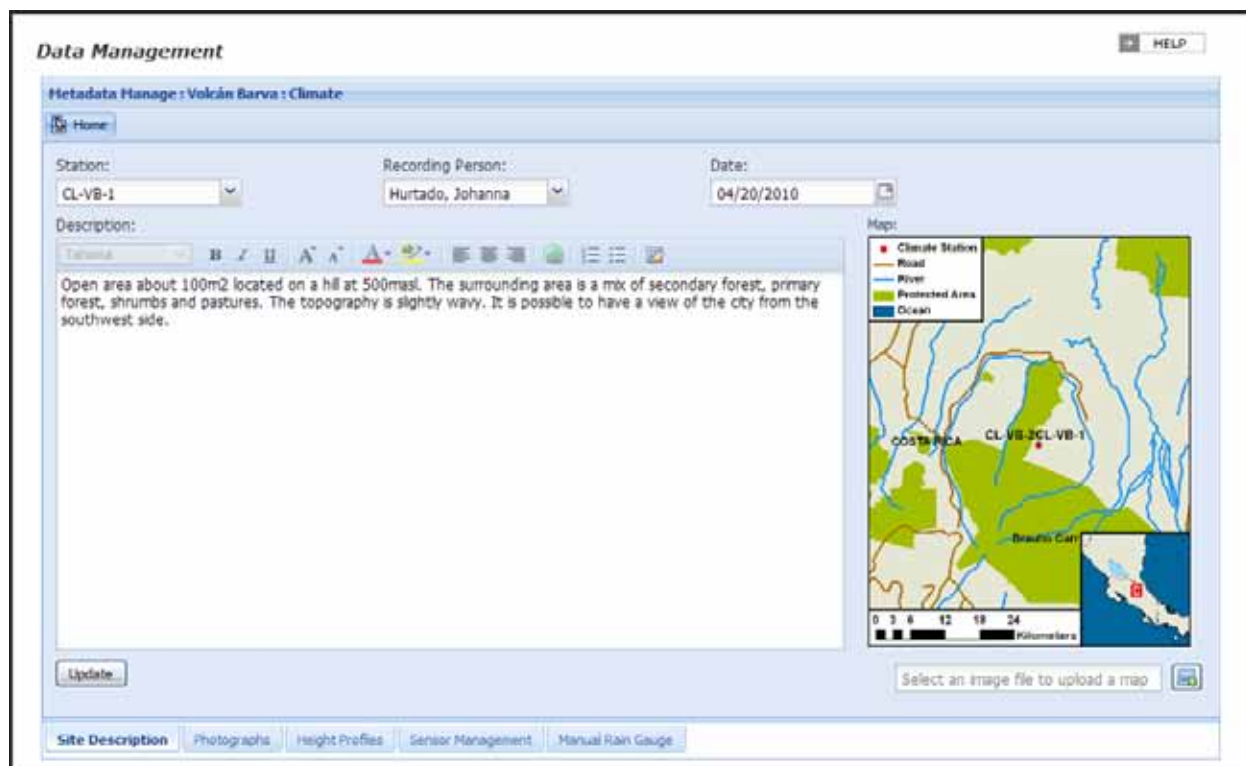 Data Management
HELP
Metadata Manage : Volcán Barva : Climate
Home
Station:
Recording Person:
Date:
CL-VB-1
Hurtado, Johanna
04/20/2010
Description:
Map:
Tahoma
B I U A A A
Open area about 100m2 located on a hill at 500masl. The surrounding area is a mix of secondary forest, primary
forest, shrumbs and pastures. The topography is slightly wavy. It is possible to have a view of the city from the
southwest side.
Climate Station
Road
River
Protected Area
Ocean
COSTA RICA
CL-VB-2CL-VB-1
Braulio Carr
0 3 6 12 18 24
Kilometers
Update
Select an image file to upload a map
Site Description
Photographs
Height Profiles
Sensor Management
Manual Rain Gauge